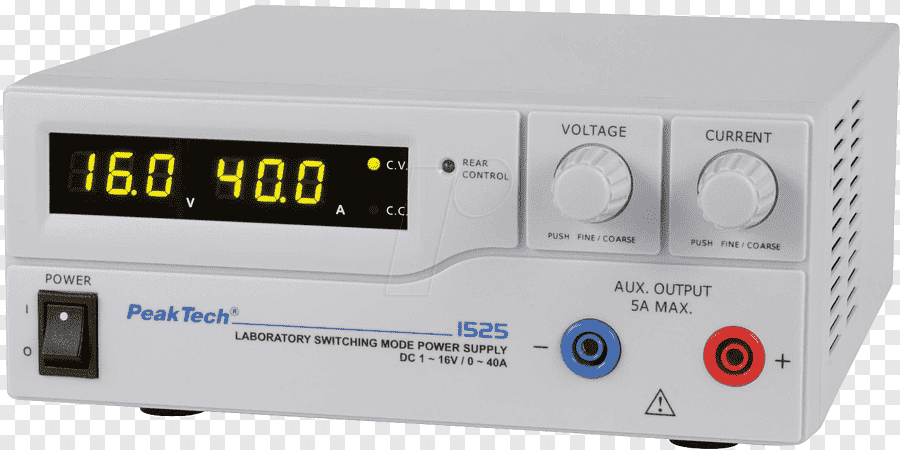 16.0 V 40.0 A
C.V.
C.C.
REAR
CONTROL
VOLTAGE
PUSH FINE / COARSE
CURRENT
PUSH FINE / COARSE
POWER
I
O
PeakTech®
1525
LABORATORY SWITCHING MODE POWER SUPPLY
DC 1 ~ 16V / 0 ~ 40A
AUX. OUTPUT
5A MAX.
− +